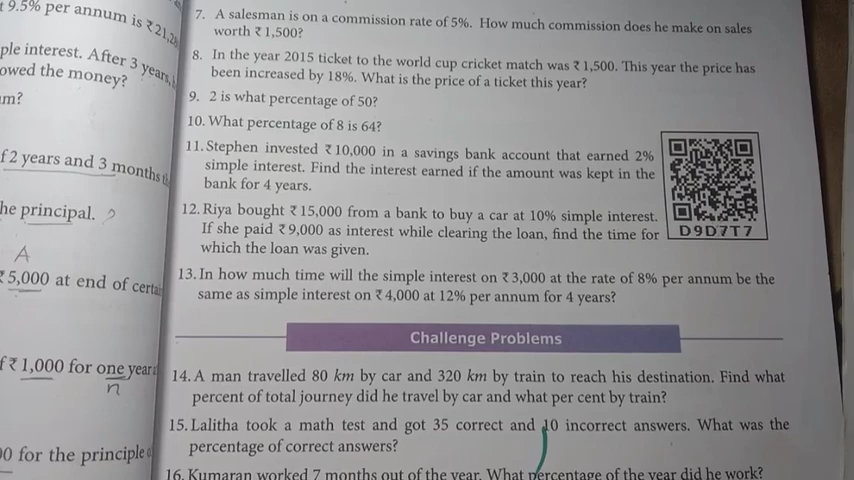 t 9.5% per annum is ₹21,
ple interest. After 3 years,
owed the money?
m?
f 2 years and 3 months
he principal. ?
A
₹5,000 at end of
f ₹1,000 for one year
n
00 for the principle
7. A salesman is on a commission rate of 5%. How much commission does he make on sales
worth ₹1,500?
8. In the year 2015 ticket to the world cup cricket match was ₹1,500. This year the price has
been increased by 18%. What is the price of a ticket this year?
9. 2 is what percentage of 50?
10. What percentage of 8 is 64?
11. Stephen invested ₹10,000 in a savings bank account that earned 2%
simple interest. Find the interest earned if the amount was kept in the
bank for 4 years.
D9D7T7
12. Riya bought ₹15,000 from a bank to buy a car at 10% simple interest.
If she paid ₹9,000 as interest while clearing the loan, find the time for
which the loan was given.
13. In how much time will the simple interest on ₹3,000 at the rate of 8% per annum be the
same as simple interest on ₹4,000 at 12% per annum for 4 years?
Challenge Problems
14. A man travelled 80 km by car and 320 km by train to reach his destination. Find what
percent of total journey did he travel by car and what per cent by train?
15. Lalitha took a math test and got 35 correct and 10 incorrect answers. What was the
percentage of correct answers?
16. Kumaran worked 7 months out of the year. What percentage of the year did he work?